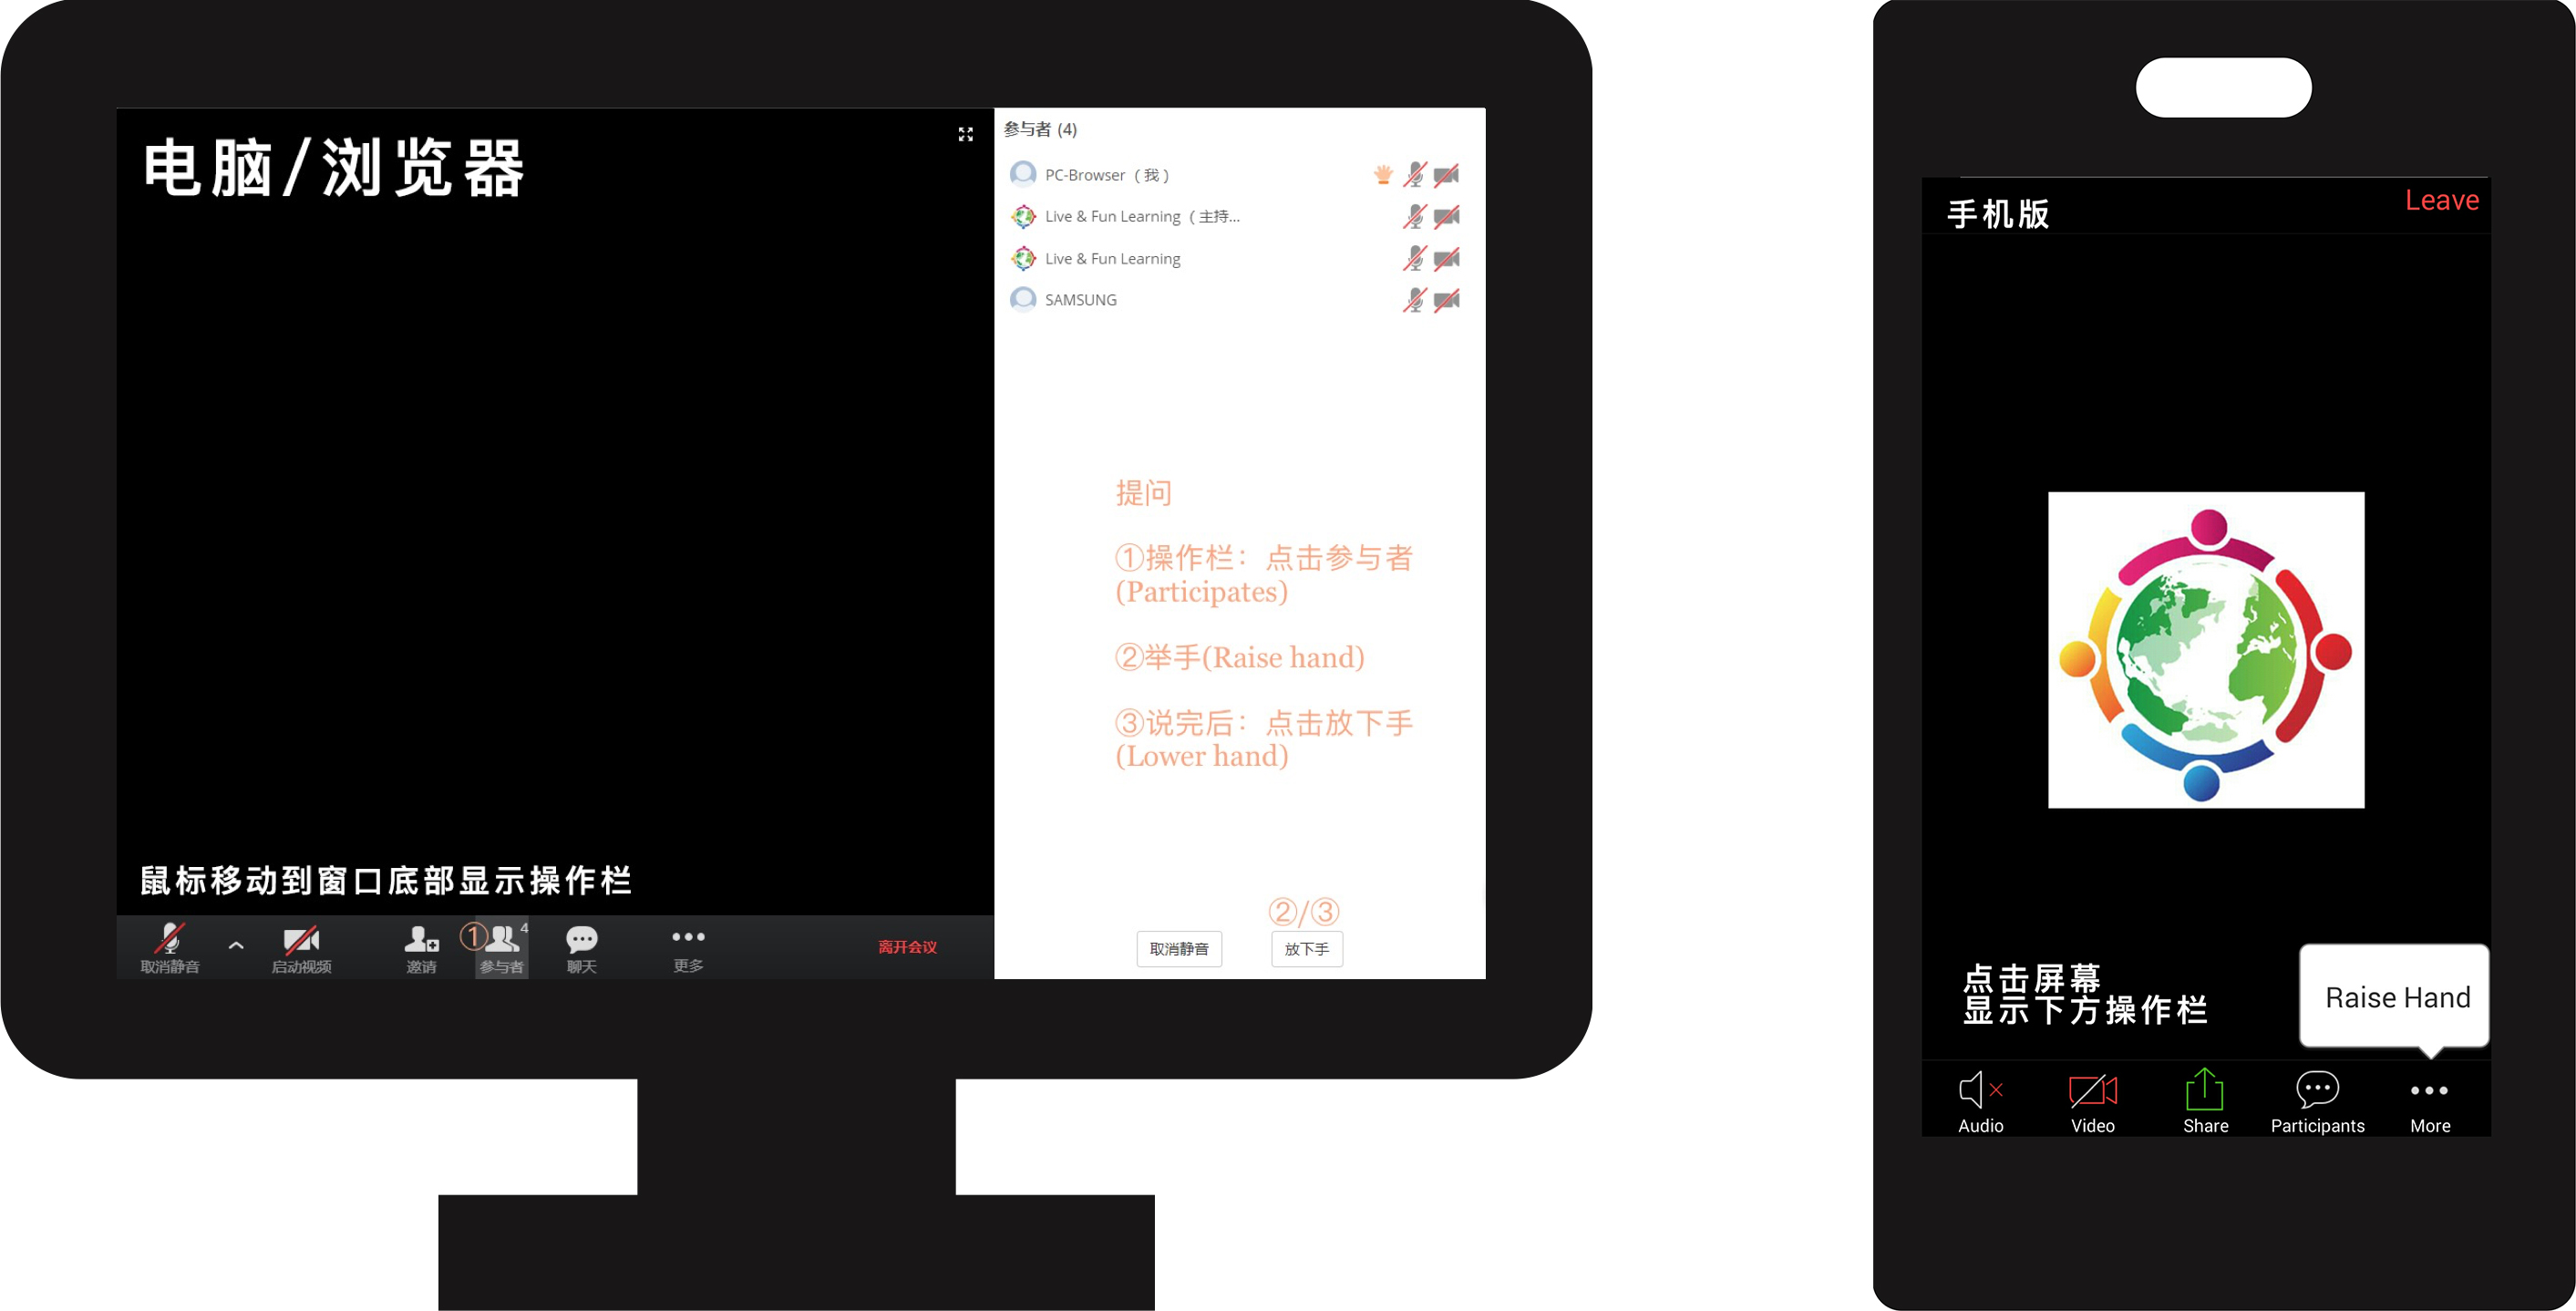 电脑/浏览器
鼠标移动到窗口底部显示操作栏
取消静音
启动视频
邀请
①
4
参与者
聊天
更多
离开会议
参与者 (4)
PC-Browser（我）
Live & Fun Learning（主持...
Live & Fun Learning
SAMSUNG
提问
①操作栏：点击参与者
(Participates)
②举手(Raise hand)
③说完后：点击放下手
(Lower hand)
②/③
取消静音
放下手
手机版
Leave
点击屏幕
显示下方操作栏
Raise Hand
Audio
Video
Share
Participants
More